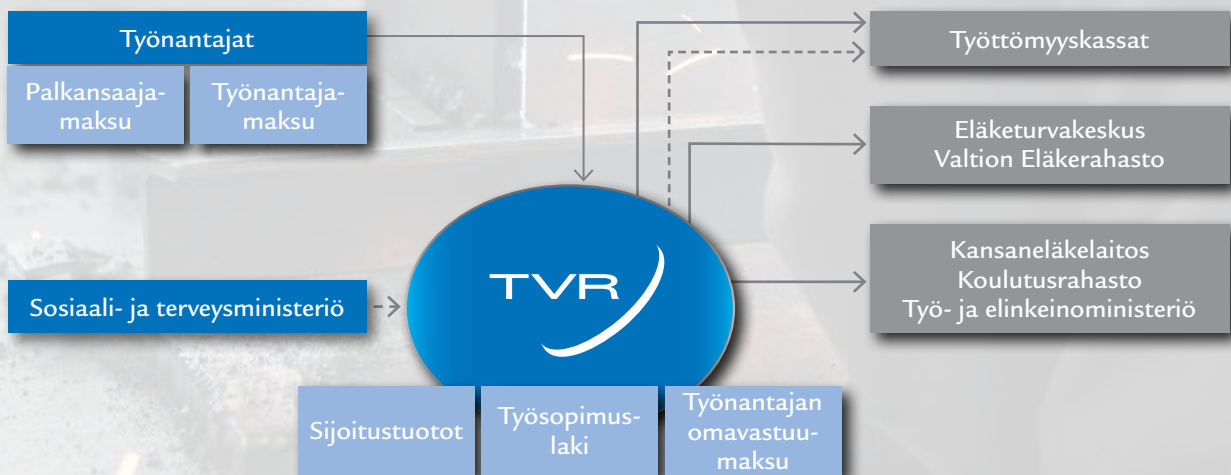 Työnantajat
Palkansaaja-
maksu
Työnantaja-
maksu
Sosiaali- ja terveysministeriö
TVR
Sijoitustuotot
Työsopimus-
laki
Työnantajan
omavastuu-
maksu
Työttömyyskassat
Eläketurvakeskus
Valtion Eläkerahasto
Kansaneläkelaitos
Koulutusrahasto
Työ- ja elinkeinoministeriö